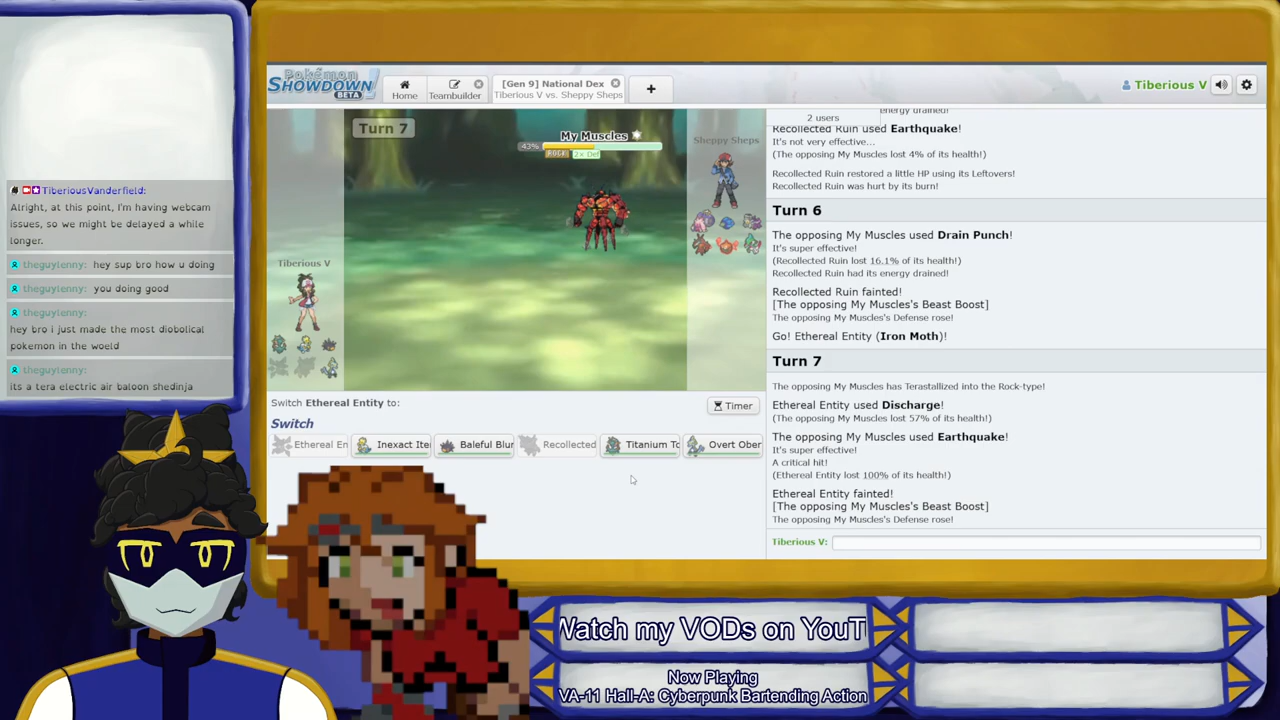 Pokémon
SHOWDOWN!
BETA
Home
Teambuilder
[Gen 9] National Dex
Tiberious V vs. Sheppy Sheps
+
Tiberious V
TiberiousVanderfield:
Alright, at this point, I'm having webcam
issues, so we might be delayed a while
longer.
theguylenny: hey sup bro how u doing
theguylenny: you doing good
theguylenny:
hey bro i just made the most diobolical
pokemon in the woeld
theguylenny:
its a tera electric air baloon shedinja
Turn 7
My Muscles
43%
ROCK
2× Def
Sheppy Sheps
Tiberious V
Switch Ethereal Entity to:
Timer
Switch
Ethereal En
Inexact Ite
Baleful Blur
Recollected
Titanium To
Overt Ober
2 users
energy drained!
Recollected Ruin used Earthquake!
It's not very effective...
(The opposing My Muscles lost 4% of its health!)
Recollected Ruin restored a little HP using its Leftovers!
Recollected Ruin was hurt by its burn!
Turn 6
The opposing My Muscles used Drain Punch!
It's super effective!
(Recollected Ruin lost 16.1% of its health!)
Recollected Ruin had its energy drained!
Recollected Ruin fainted!
[The opposing My Muscles's Beast Boost]
The opposing My Muscles's Defense rose!
Go! Ethereal Entity (Iron Moth)!
Turn 7
The opposing My Muscles has Terastallized into the Rock-type!
Ethereal Entity used Discharge!
(The opposing My Muscles lost 57% of its health!)
The opposing My Muscles used Earthquake!
It's super effective!
A critical hit!
(Ethereal Entity lost 100% of its health!)
Ethereal Entity fainted!
[The opposing My Muscles's Beast Boost]
The opposing My Muscles's Defense rose!
Tiberious V:
Watch my VODs on YouT
Now Playing
VA-11 Hall-A: Cyberpunk Bartending Action